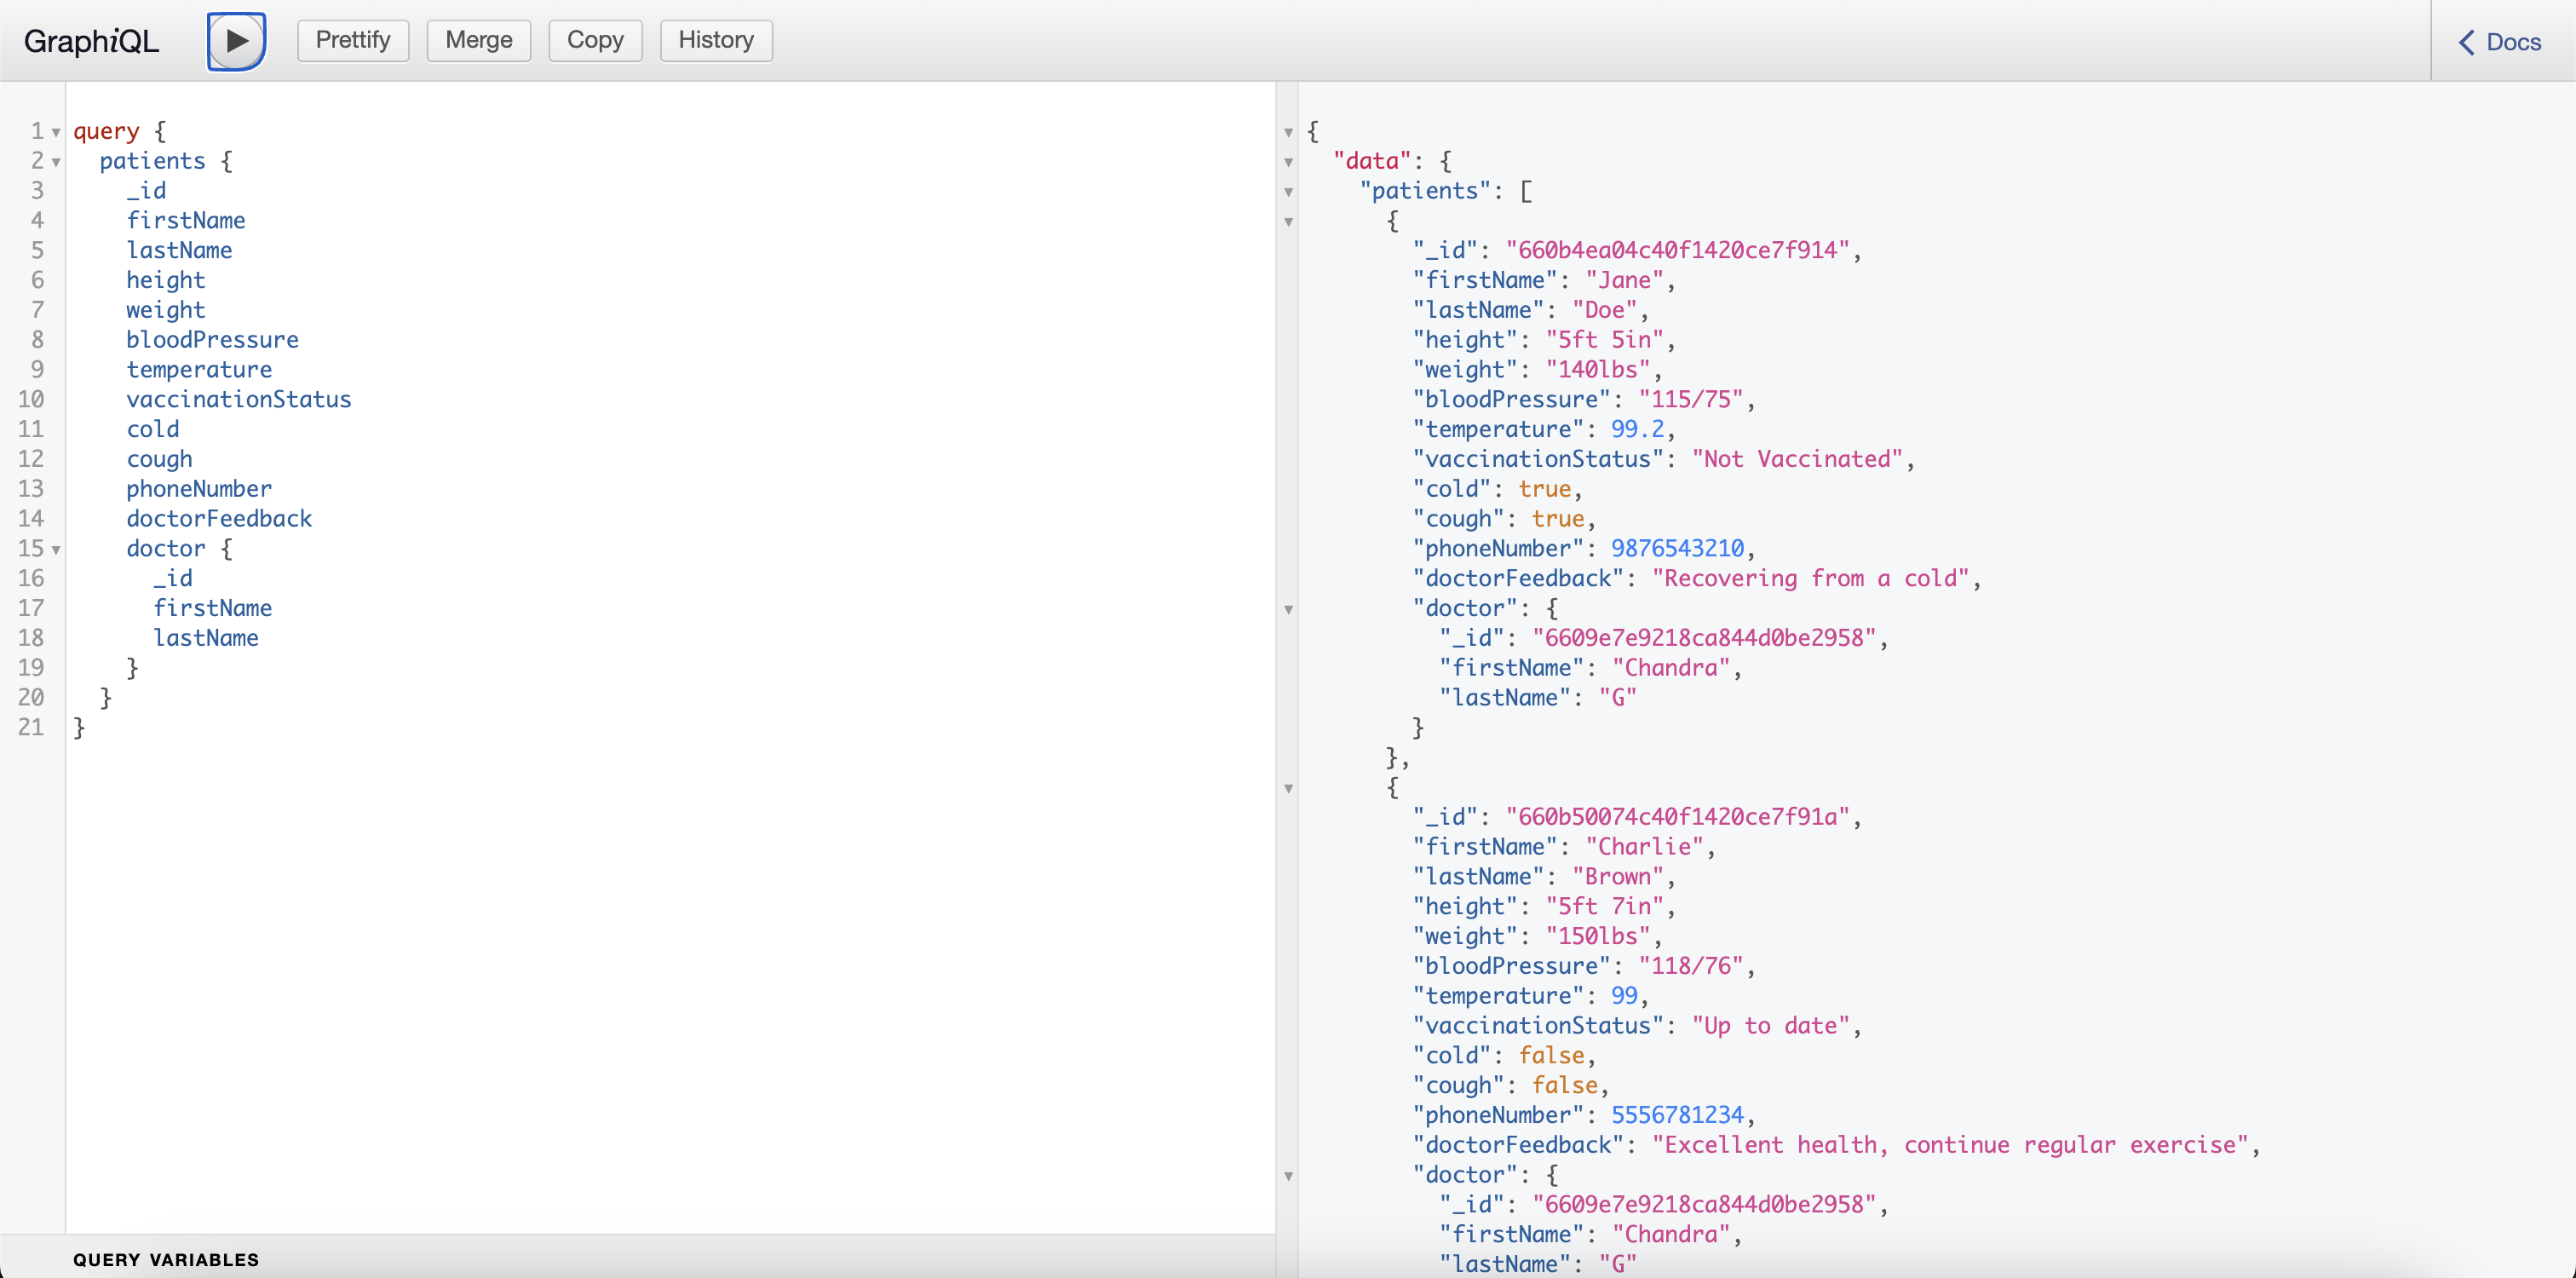 GraphiQL
Prettify
Merge
Copy
History
Docs
1 query {
2 patients {
3 _id
4 firstName
5 lastName
6 height
7 weight
8 bloodPressure
9 temperature
10 vaccinationStatus
11 cold
12 cough
13 phoneNumber
14 doctorFeedback
15 doctor {
16 _id
17 firstName
18 lastName
19 }
20 }
21 }
QUERY VARIABLES
{
"data": {
"patients": [
{
"_id": "660b4ea04c40f1420ce7f914",
"firstName": "Jane",
"lastName": "Doe",
"height": "5ft 5in",
"weight": "140lbs",
"bloodPressure": "115/75",
"temperature": 99.2,
"vaccinationStatus": "Not Vaccinated",
"cold": true,
"cough": true,
"phoneNumber": 9876543210,
"doctorFeedback": "Recovering from a cold",
"doctor": {
"_id": "6609e7e9218ca844d0be2958",
"firstName": "Chandra",
"lastName": "G"
}
},
{
"_id": "660b50074c40f1420ce7f91a",
"firstName": "Charlie",
"lastName": "Brown",
"height": "5ft 7in",
"weight": "150lbs",
"bloodPressure": "118/76",
"temperature": 99,
"vaccinationStatus": "Up to date",
"cold": false,
"cough": false,
"phoneNumber": 5556781234,
"doctorFeedback": "Excellent health, continue regular exercise",
"doctor": {
"_id": "6609e7e9218ca844d0be2958",
"firstName": "Chandra",
"lastName": "G"